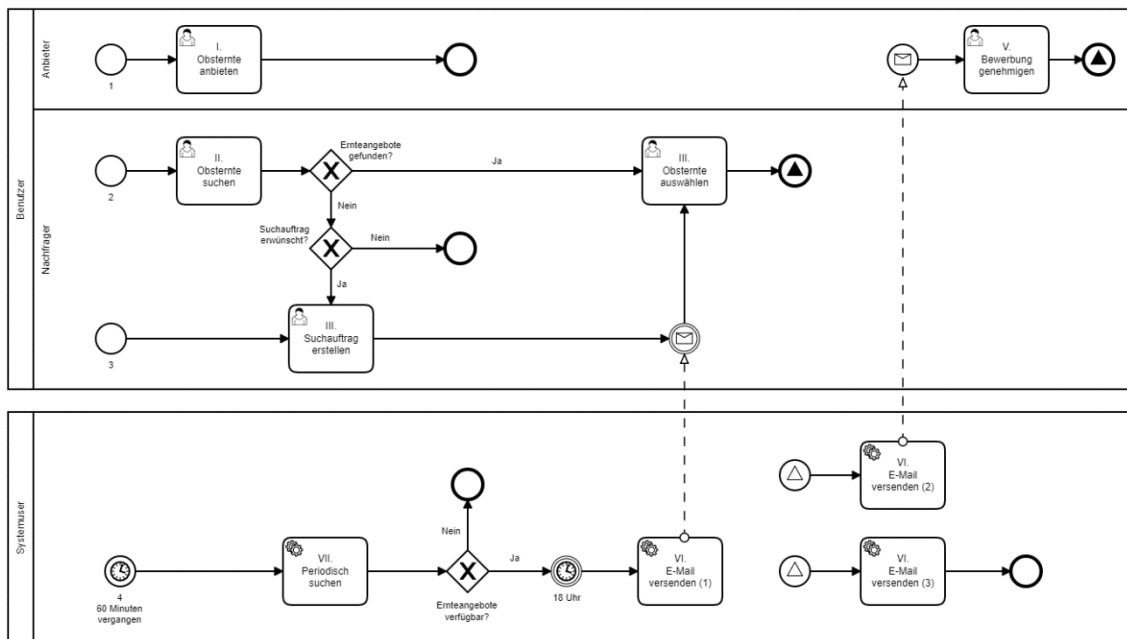 Benutzer
Anbieter
1
I.
Obsternte
anbieten
V.
Bewerbung
genehmigen
Nachfrager
2
II.
Obsternte
suchen
Ernteangebote
gefunden?
Ja
III.
Obsternte
auswählen
Nein
Suchauftrag
erwünscht?
Nein
Ja
3
III.
Suchauftrag
erstellen
Systemuser
VI.
E-Mail
versenden (2)
4
60 Minuten
vergangen
VII.
Periodisch
suchen
Nein
Ja
Ernteangebote
verfügbar?
18 Uhr
VI.
E-Mail
versenden (1)
VI.
E-Mail
versenden (3)